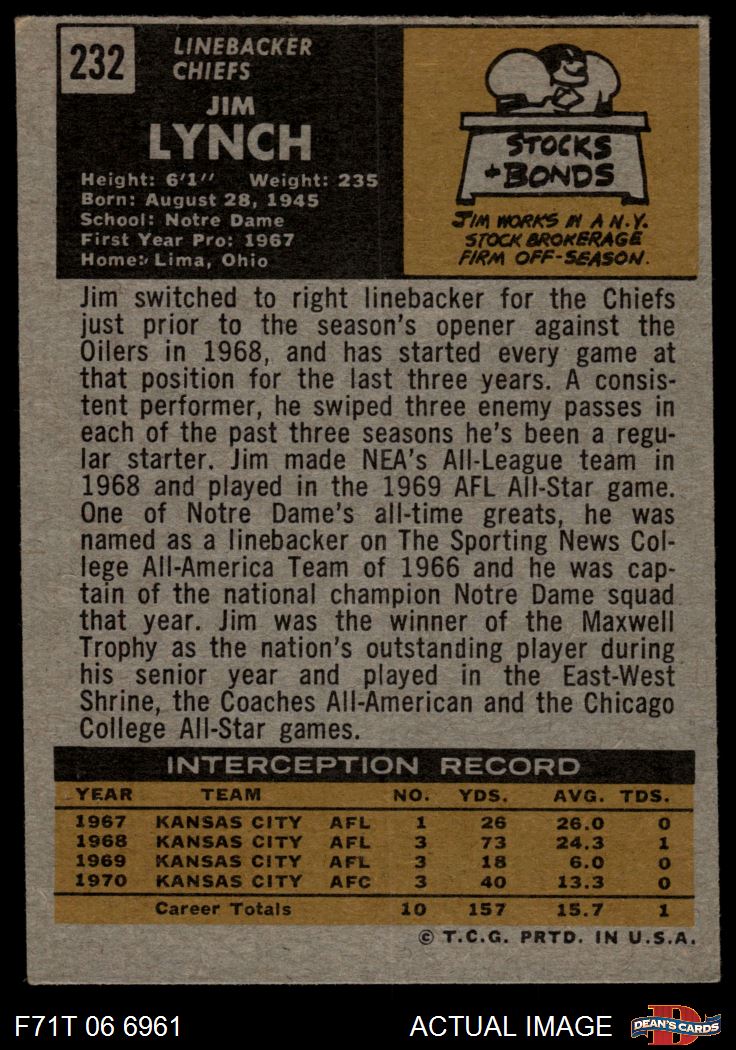 232
LINEBACKER
CHIEFS
JIM
LYNCH
Height: 6'1" Weight: 235
Born: August 28, 1945
School: Notre Dame
First Year Pro: 1967
Home: Lima, Ohio
STOCKS
+ BONDS
JIM WORKS IN A N.Y.
STOCK BROKERAGE
FIRM OFF-SEASON.
Jim switched to right linebacker for the Chiefs
just prior to the season's opener against the
Oilers in 1968, and has started every game at
that position for the last three years. A consis-
tent performer, he swiped three enemy passes in
each of the past three seasons he's been a regu-
lar starter. Jim made NEA's All-League team in
1968 and played in the 1969 AFL All-Star game.
One of Notre Dame's all-time greats, he was
named as a linebacker on The Sporting News Col-
lege All-America Team of 1966 and he was cap-
tain of the national champion Notre Dame squad
that year. Jim was the winner of the Maxwell
Trophy as the nation's outstanding player during
his senior year and played in the East-West
Shrine, the Coaches All-American and the Chicago
College All-Star games.
INTERCEPTION RECORD
YEAR TEAM NO. YDS. AVG. TDS.
1967 KANSAS CITY AFL 1 26 26.0 0
1968 KANSAS CITY AFL 3 73 24.3 1
1969 KANSAS CITY AFL 3 18 6.0 0
1970 KANSAS CITY AFC 3 40 13.3 0
Career Totals 10 157 15.7 1
© T.C.G. PRTD. IN U.S.A.
F71T 06 6961 ACTUAL IMAGE D DEAN'S CARDS